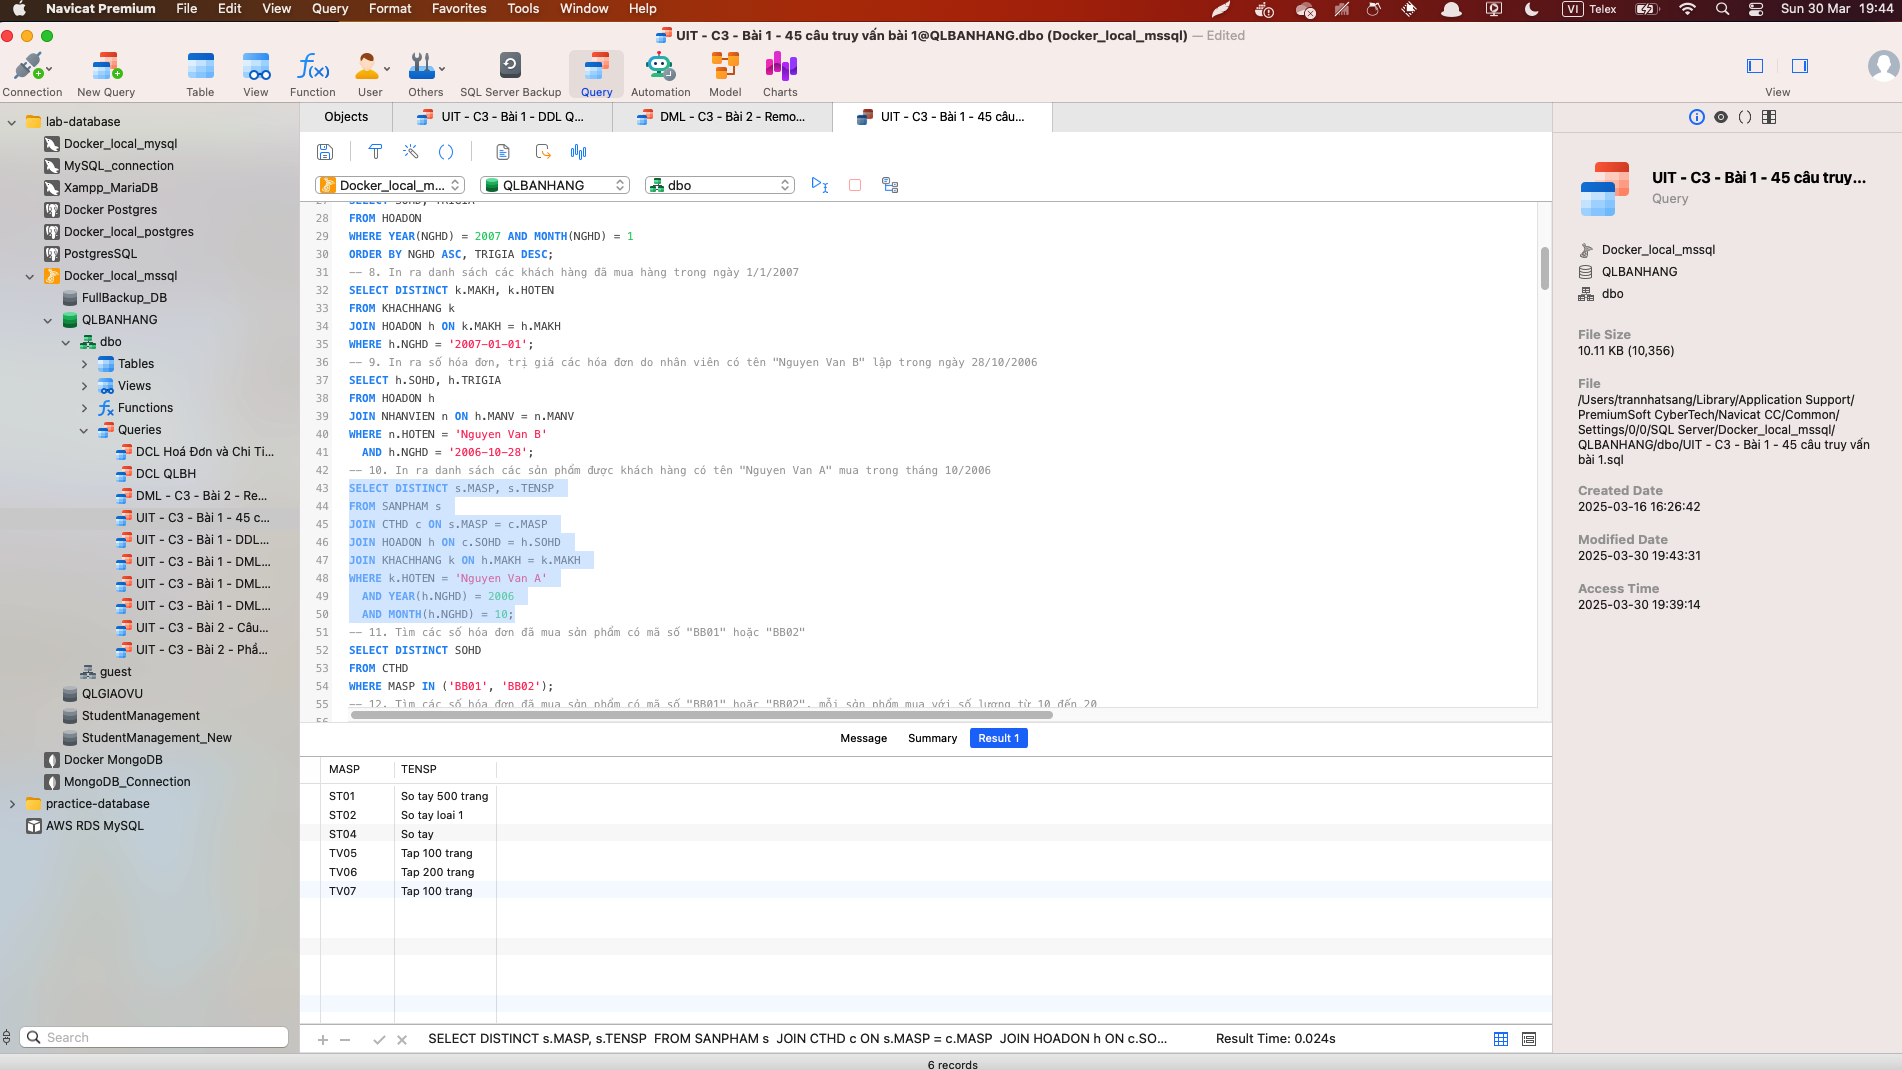 Navicat Premium File Edit View Query Format Favorites Tools Window Help VI Telex Sun 30 Mar 19:44
UIT - C3 - Bài 1 - 45 câu truy vấn bài 1@QLBANHANG.dbo (Docker_local_mssql) — Edited
Connection New Query Table View Function User Others SQL Server Backup Query Automation Model Charts View
lab-database
Docker_local_mysql
MySQL_connection
Xampp_MariaDB
Docker Postgres
Docker_local_postgres
PostgresSQL
Docker_local_mssql
FullBackup_DB
QLBANHANG
dbo
Tables
Views
Functions
Queries
DCL Hoá Đơn và Chi Ti...
DCL QLBH
DML - C3 - Bài 2 - Re...
UIT - C3 - Bài 1 - 45 c...
UIT - C3 - Bài 1 - DDL...
UIT - C3 - Bài 1 - DML...
UIT - C3 - Bài 1 - DML...
UIT - C3 - Bài 1 - DML...
UIT - C3 - Bài 2 - Câu...
UIT - C3 - Bài 2 - Phầ...
guest
QLGIAOVU
StudentManagement
StudentManagement_New
Docker MongoDB
MongoDB_Connection
practice-database
AWS RDS MySQL
Search
Objects UIT - C3 - Bài 1 - DDL Q... DML - C3 - Bài 2 - Remo... UIT - C3 - Bài 1 - 45 câu...
Docker_local_m... QLBANHANG dbo
27 SELECT SOHD, TRIGIA
28 FROM HOADON
29 WHERE YEAR(NGHD) = 2007 AND MONTH(NGHD) = 1
30 ORDER BY NGHD ASC, TRIGIA DESC;
31 -- 8. In ra danh sách các khách hàng đã mua hàng trong ngày 1/1/2007
32 SELECT DISTINCT k.MAKH, k.HOTEN
33 FROM KHACHHANG k
34 JOIN HOADON h ON k.MAKH = h.MAKH
35 WHERE h.NGHD = '2007-01-01';
36 -- 9. In ra số hóa đơn, trị giá các hóa đơn do nhân viên có tên "Nguyen Van B" lập trong ngày 28/10/2006
37 SELECT h.SOHD, h.TRIGIA
38 FROM HOADON h
39 JOIN NHANVIEN n ON h.MANV = n.MANV
40 WHERE n.HOTEN = 'Nguyen Van B'
41 AND h.NGHD = '2006-10-28';
42 -- 10. In ra danh sách các sản phẩm được khách hàng có tên "Nguyen Van A" mua trong tháng 10/2006
43 SELECT DISTINCT s.MASP, s.TENSP
44 FROM SANPHAM s
45 JOIN CTHD c ON s.MASP = c.MASP
46 JOIN HOADON h ON c.SOHD = h.SOHD
47 JOIN KHACHHANG k ON h.MAKH = k.MAKH
48 WHERE k.HOTEN = 'Nguyen Van A'
49 AND YEAR(h.NGHD) = 2006
50 AND MONTH(h.NGHD) = 10;
51 -- 11. Tìm các số hóa đơn đã mua sản phẩm có mã số "BB01" hoặc "BB02"
52 SELECT DISTINCT SOHD
53 FROM CTHD
54 WHERE MASP IN ('BB01', 'BB02');
55 -- 12. Tìm các số hóa đơn đã mua sản phẩm có mã số "BB01" hoặc "BB02", mỗi sản phẩm mua với số lượng từ 10 đến 20
56
Message Summary Result 1
MASP TENSP
ST01 So tay 500 trang
ST02 So tay loai 1
ST04 So tay
TV05 Tap 100 trang
TV06 Tap 200 trang
TV07 Tap 100 trang
SELECT DISTINCT s.MASP, s.TENSP FROM SANPHAM s JOIN CTHD c ON s.MASP = c.MASP JOIN HOADON h ON c.SO... Result Time: 0.024s
6 records
UIT - C3 - Bài 1 - 45 câu truy...
Query
Docker_local_mssql
QLBANHANG
dbo
File Size
10.11 KB (10,356)
File
/Users/trannhatsang/Library/Application Support/
PremiumSoft CyberTech/Navicat CC/Common/
Settings/0/0/SQL Server/Docker_local_mssql/
QLBANHANG/dbo/UIT - C3 - Bài 1 - 45 câu truy vấn
bài 1.sql
Created Date
2025-03-16 16:26:42
Modified Date
2025-03-30 19:43:31
Access Time
2025-03-30 19:39:14